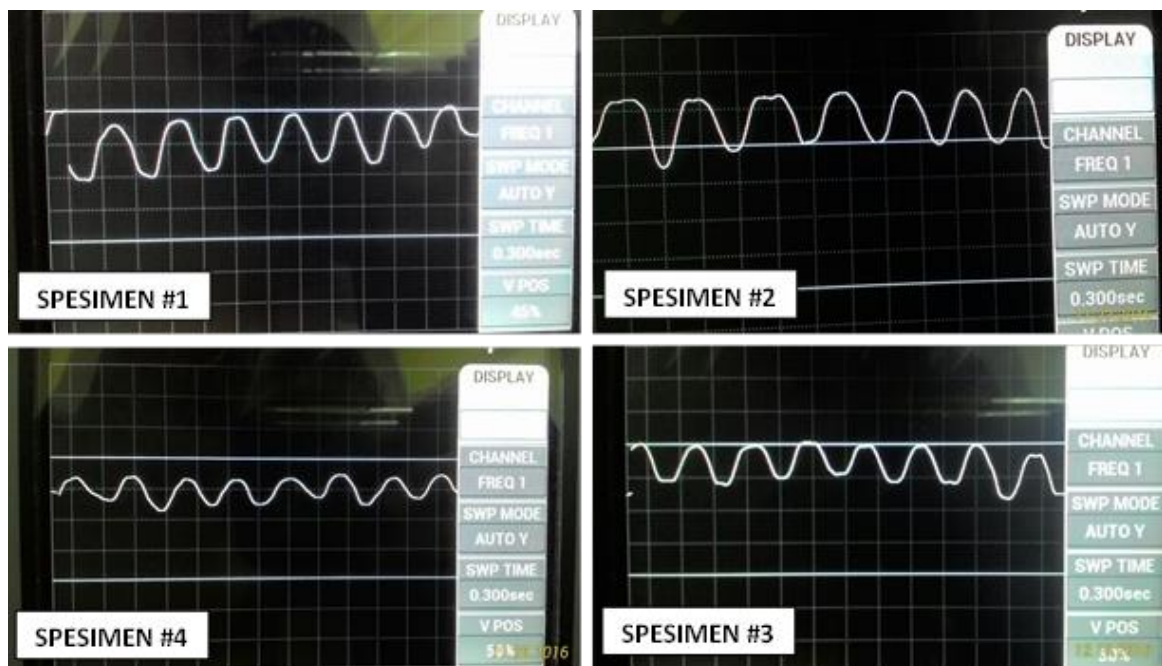 DISPLAY
CHANNEL
FREQ 1
SWP MODE
AUTO Y
SWP TIME
0.300sec
V POS
45%
SPESIMEN #1
DISPLAY
CHANNEL
FREQ 1
SWP MODE
AUTO Y
SWP TIME
0.300sec
V POS
SPESIMEN #2
DISPLAY
CHANNEL
FREQ 1
SWP MODE
AUTO Y
SWP TIME
0.300sec
V POS
SPESIMEN #4
DISPLAY
CHANNEL
FREQ 1
SWP MODE
AUTO Y
SWP TIME
0.300sec
V POS
SPESIMEN #3